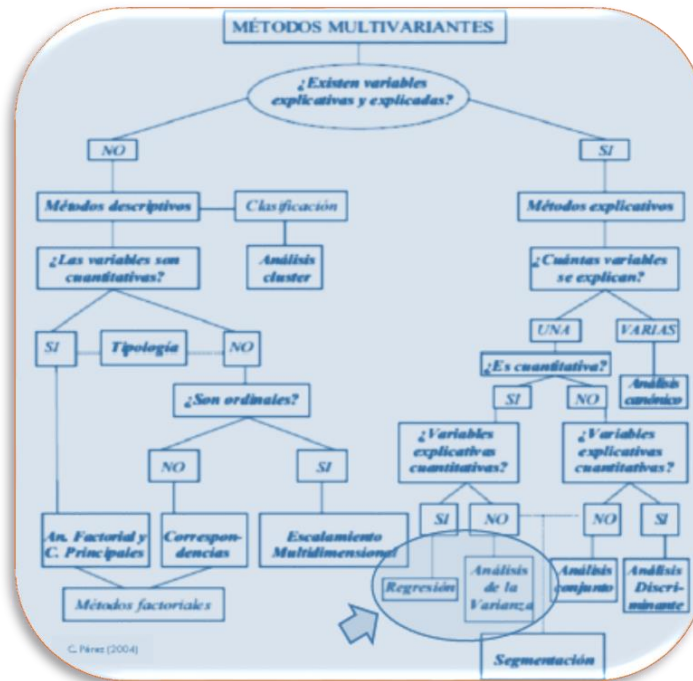 MÉTODOS MULTIVARIANTES
¿Existen variables
explicativas y explicadas?
NO
SI
Métodos descriptivos
Clasificación
Métodos explicativos
¿Las variables son
cuantitativas?
Análisis
cluster
¿Cuántas variables
se explican?
SI
Tipología
NO
UNA
VARIAS
¿Es cuantitativa?
Análisis
canónico
¿Son ordinales?
SI
NO
NO
SI
¿Variables
explicativas
cuantitativas?
¿Variables
explicativas
cuantitativas?
An. Factorial y
C. Principales
Correspon-
dencias
Escalamiento
Multidimensional
SI
NO
NO
SI
Regresión
Análisis
de la
Varianza
Análisis
conjunto
Análisis
Discri-
minante
Métodos factoriales
Segmentación
C. Pérez (2004)